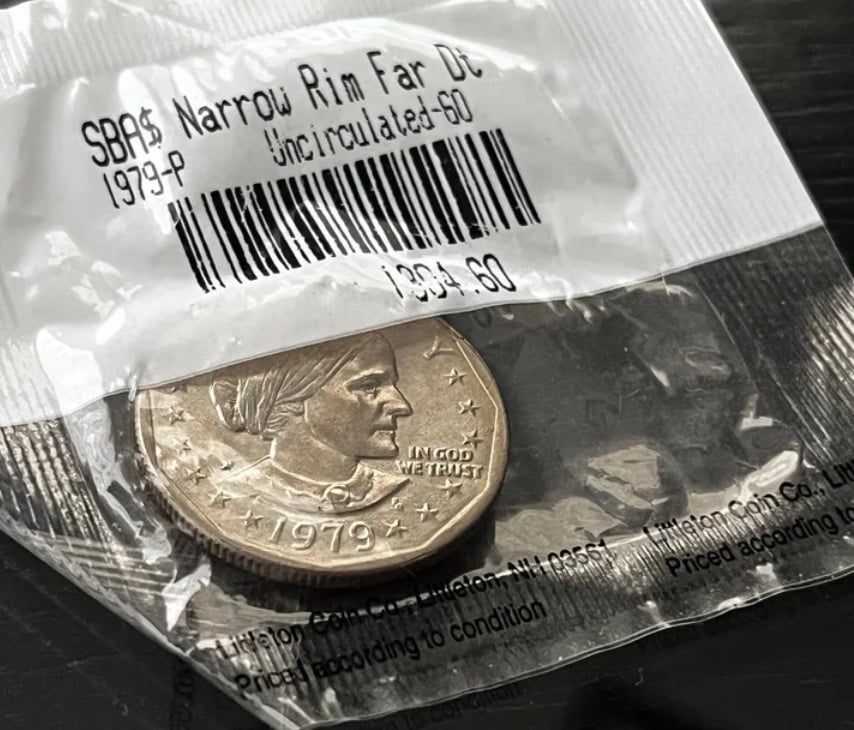 SBA$ Narrow Rim Far Dt
1979-P Uncirculated-60
1304.60
IN GOD
WE TRUST
1979
Littleton Coin Co., Littleton, NH 03561
Priced according to condition
Littleton Coin Co., Litt
Priced according to